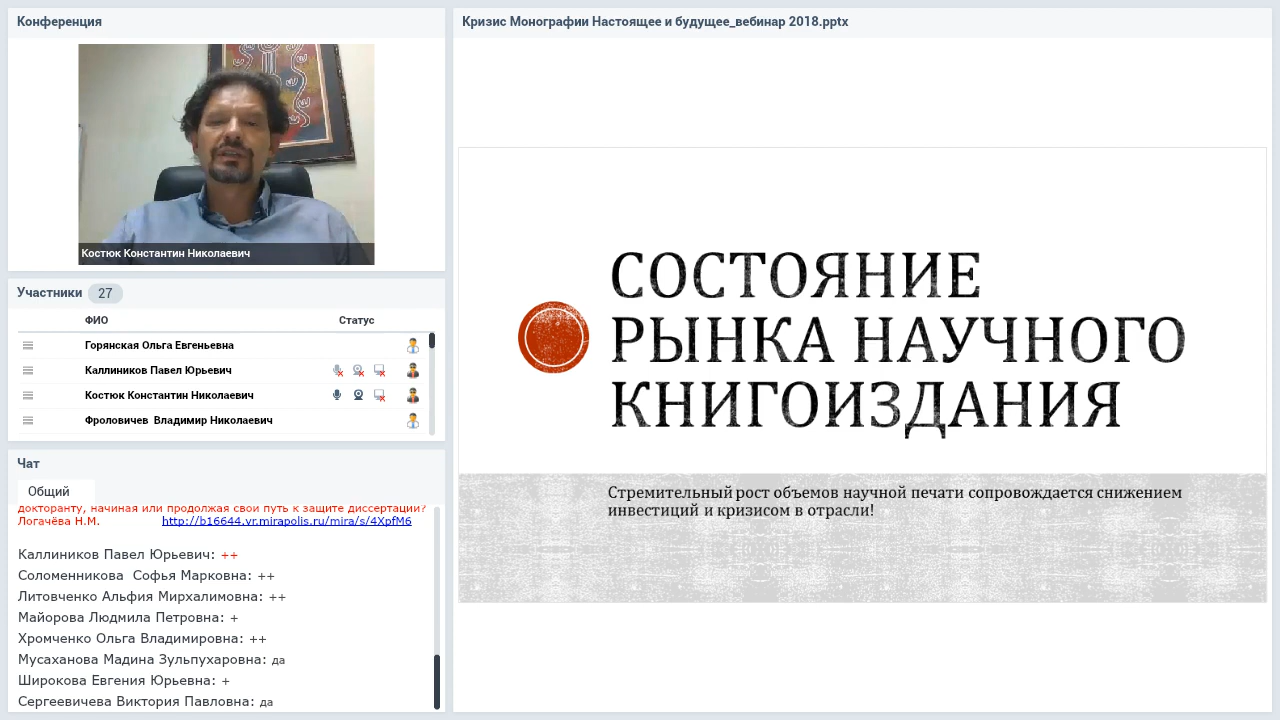 Конференция
Костюк Константин Николаевич
Участники 27
ФИО Статус
Горянская Ольга Евгеньевна
Каллиников Павел Юрьевич
Костюк Константин Николаевич
Фроловичев Владимир Николаевич
Чат
Общий
докторанту, начиная или продолжая свой путь к защите диссертации?
Логачёва Н.М. http://b16644.vr.mirapolis.ru/mira/s/4XpfM6
Каллиников Павел Юрьевич: ++
Соломенникова Софья Марковна: ++
Литовченко Альфия Мирхалимовна: ++
Майорова Людмила Петровна: +
Хромченко Ольга Владимировна: ++
Мусаханова Мадина Зульпухаровна: да
Широкова Евгения Юрьевна: +
Сергеевичева Виктория Павловна: да
Кризис Монографии Настоящее и будущее_вебинар 2018.pptx
СОСТОЯНИЕ
РЫНКА НАУЧНОГО
КНИГОИЗДАНИЯ
Стремительный рост объемов научной печати сопровождается снижением
инвестиций и кризисом в отрасли!